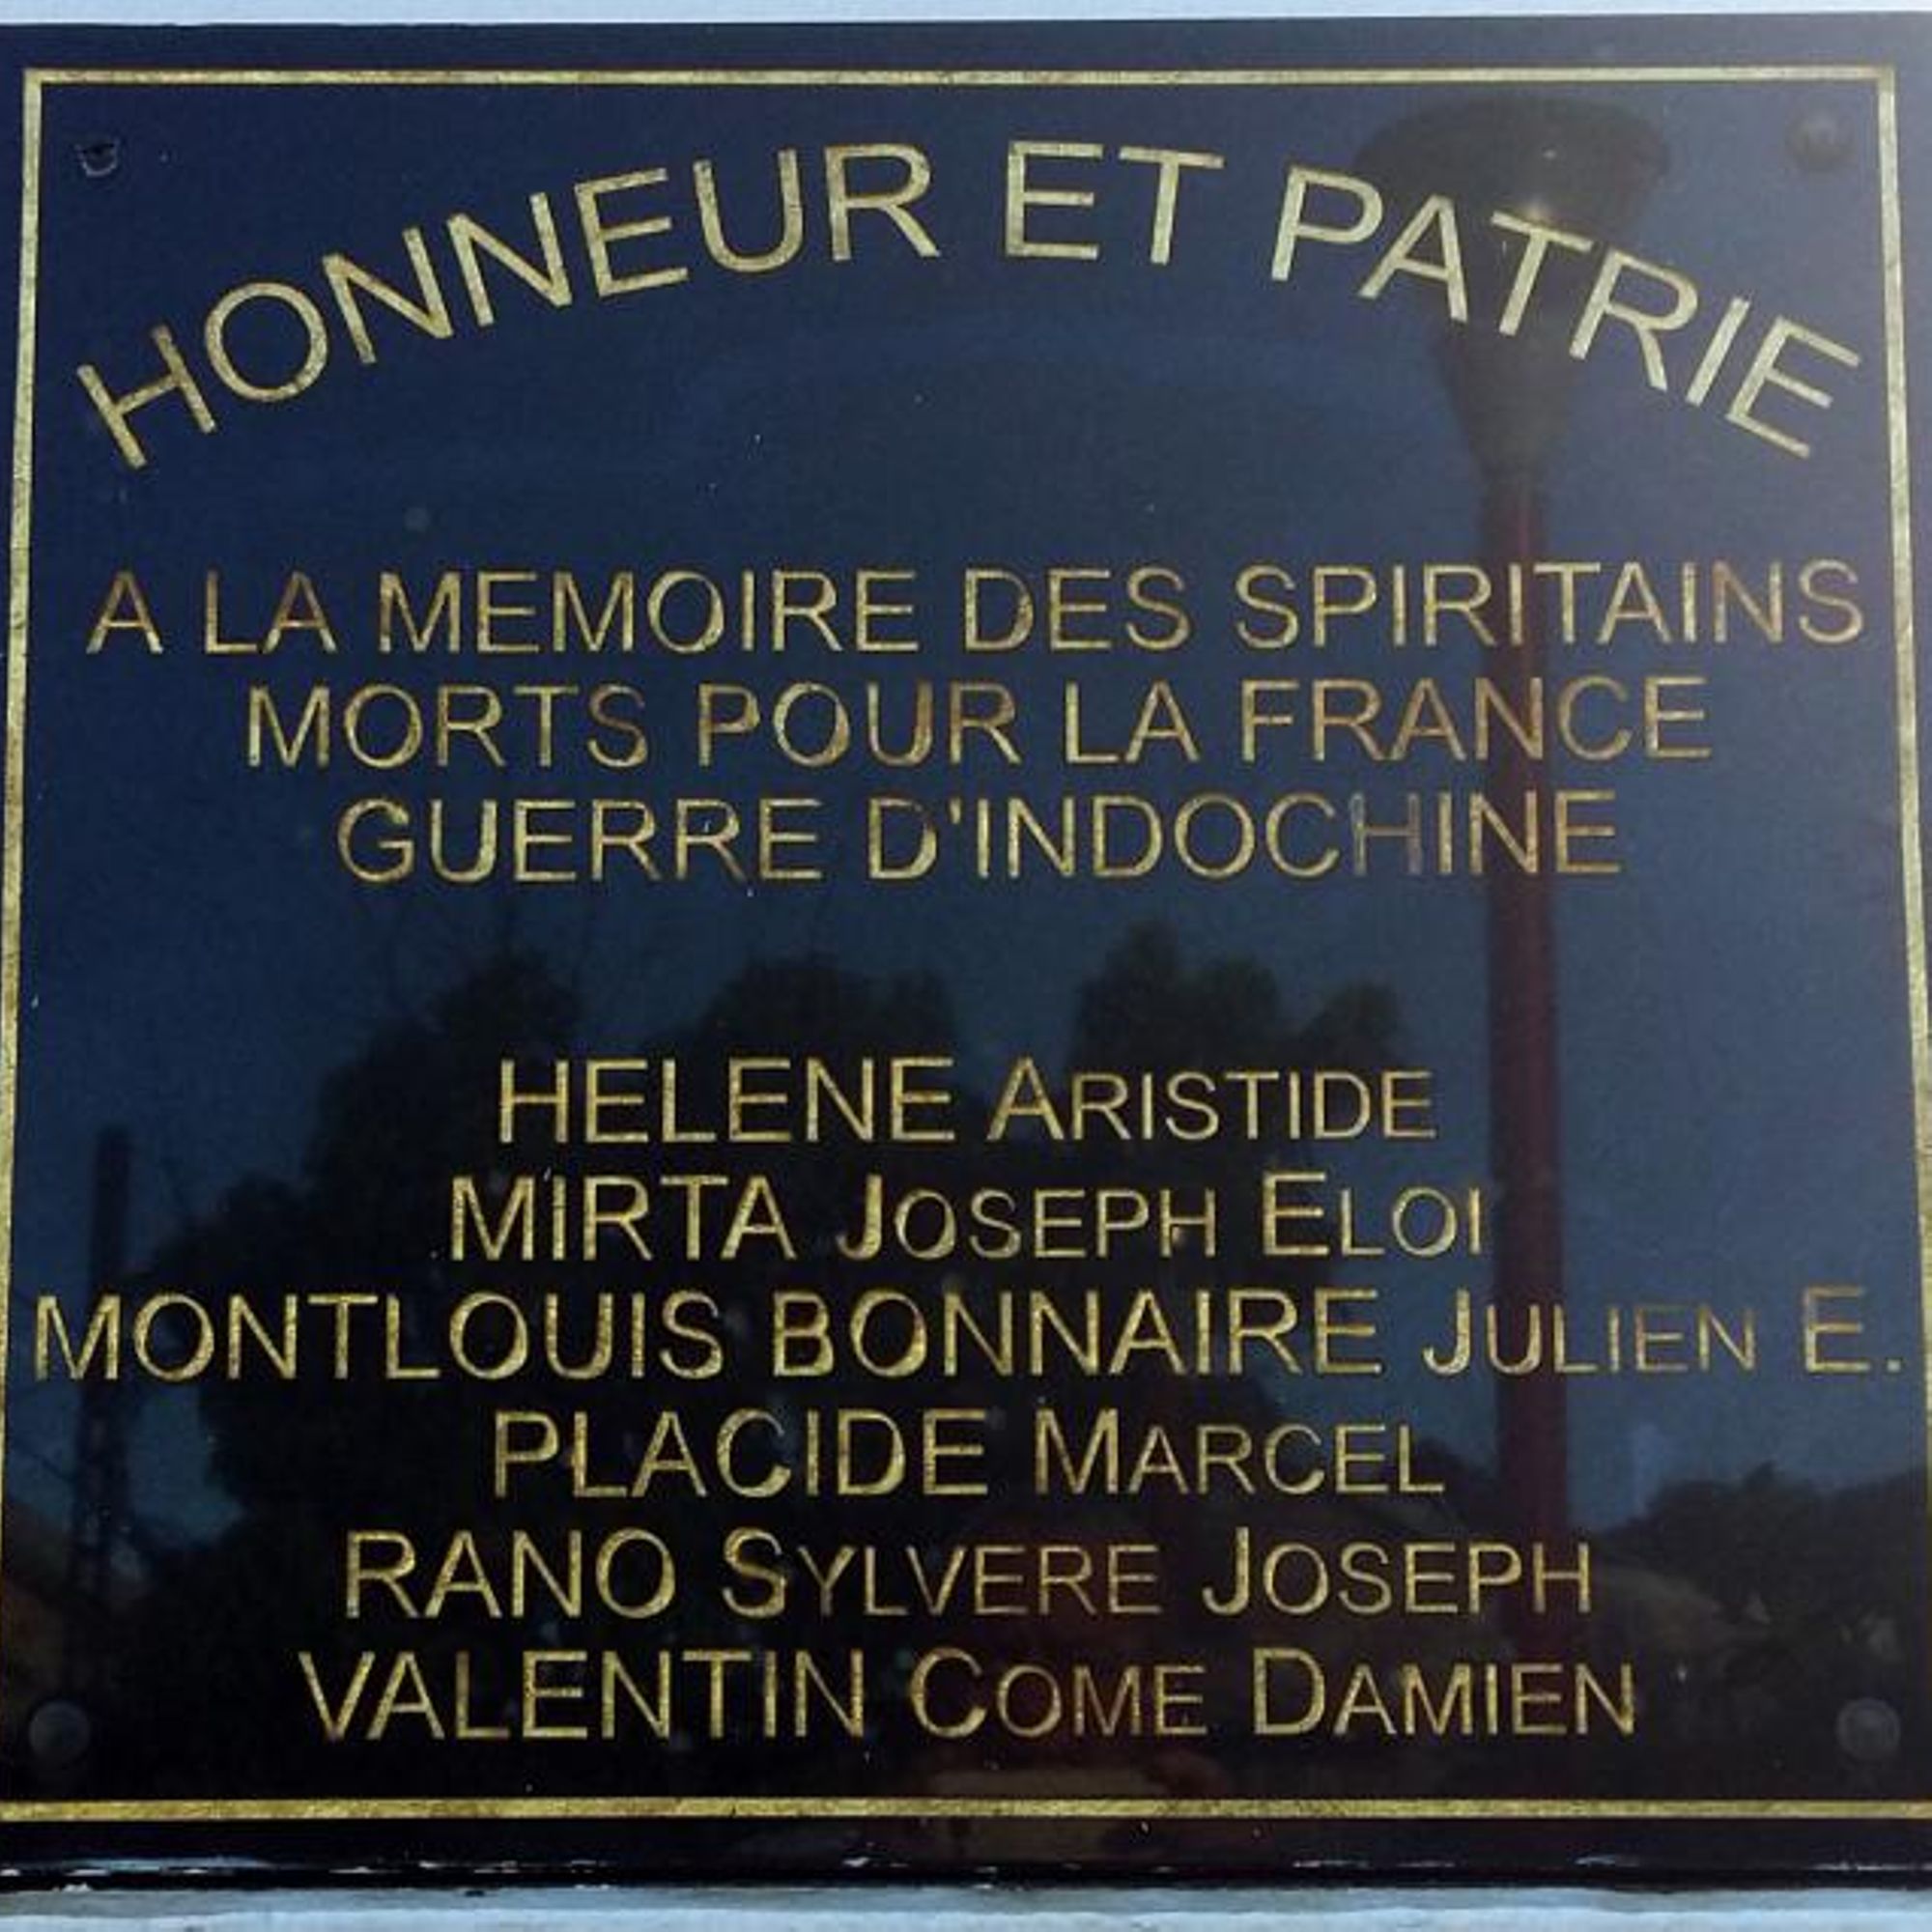 HONNEUR ET PATRIE
A LA MEMOIRE DES SPIRITAINS
MORTS POUR LA FRANCE
GUERRE D'INDOCHINE
HELENE ARISTIDE
MIRTA JOSEPH ELOI
MONTLOUIS BONNAIRE JULIEN E.
PLACIDE MARCEL
RANO SYLVERE JOSEPH
VALENTIN COME DAMIEN